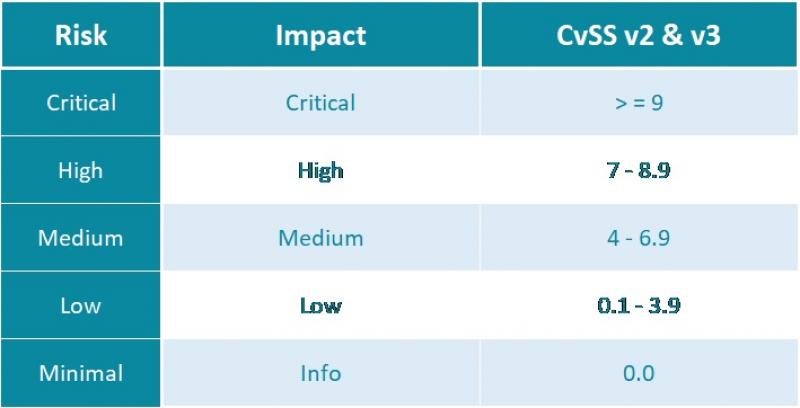 Risk Impact CvSS v2 & v3
Critical Critical > = 9
High High 7 - 8.9
Medium Medium 4 - 6.9
Low Low 0.1 - 3.9
Minimal Info 0.0